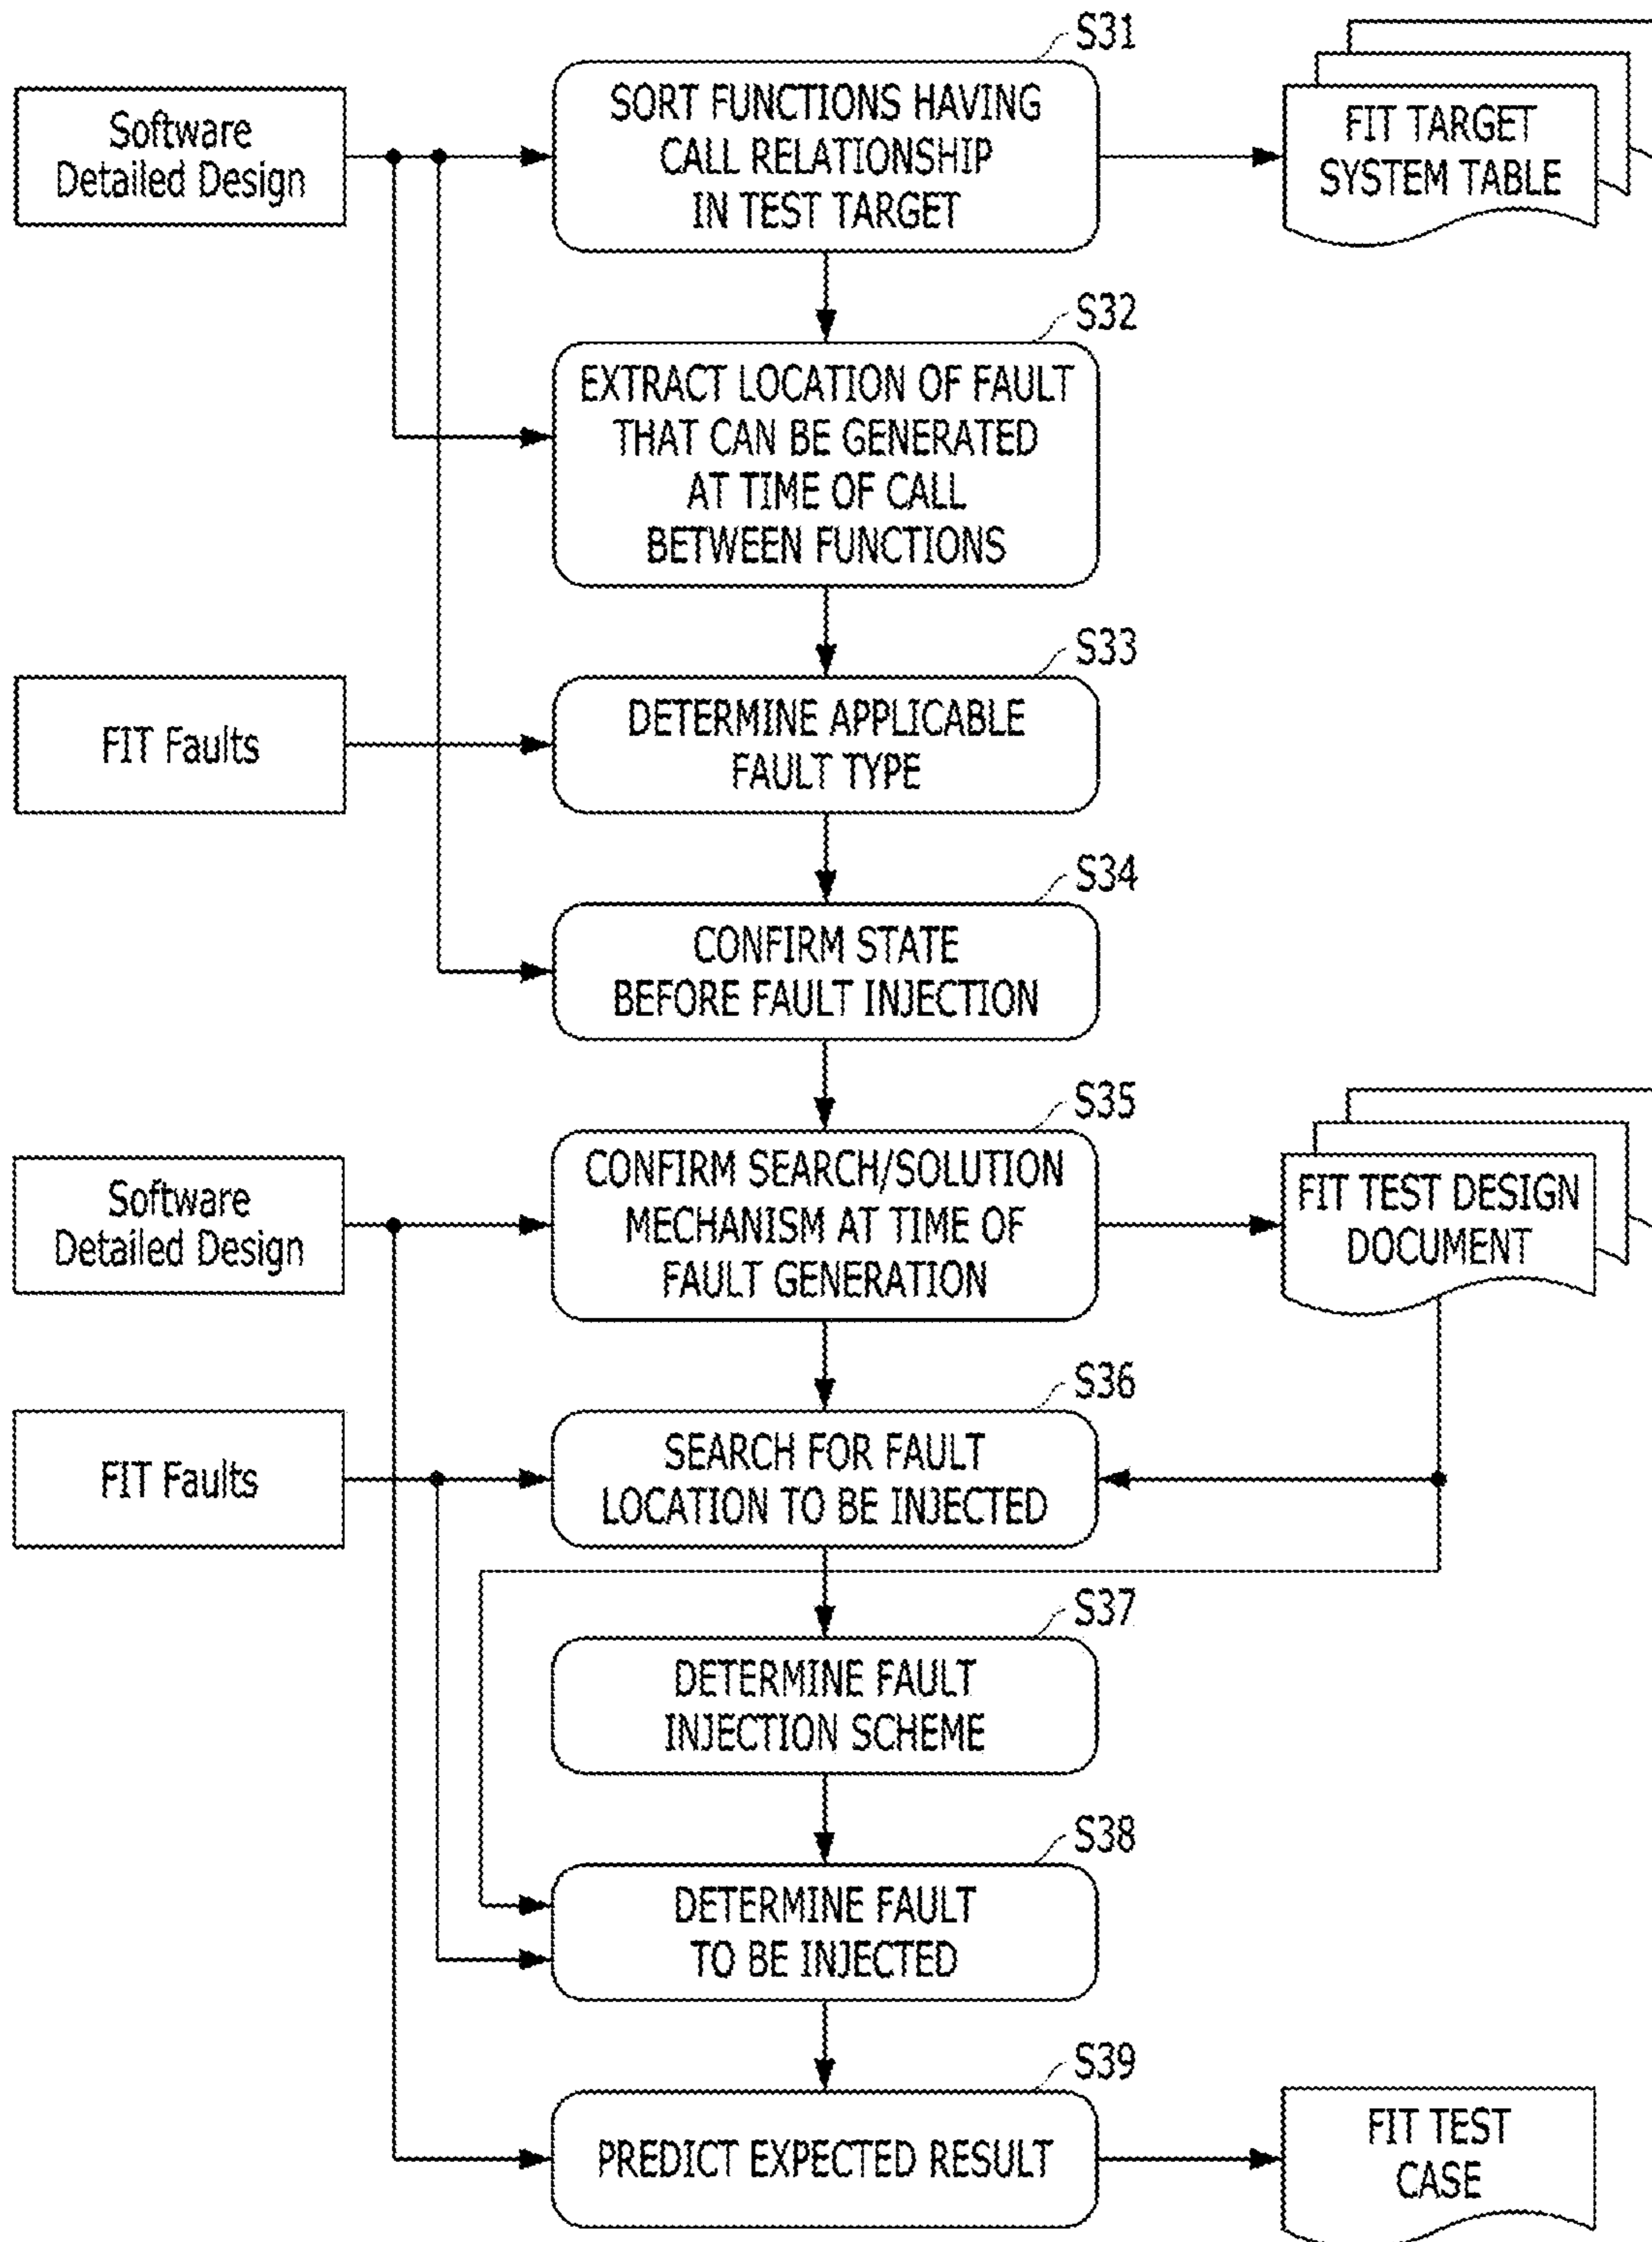 S31
Software
Detailed Design
SORT FUNCTIONS HAVING
CALL RELATIONSHIP
IN TEST TARGET
FIT TARGET
SYSTEM TABLE
S32
EXTRACT LOCATION OF FAULT
THAT CAN BE GENERATED
AT TIME OF CALL
BETWEEN FUNCTIONS
S33
FIT Faults
DETERMINE APPLICABLE
FAULT TYPE
S34
CONFIRM STATE
BEFORE FAULT INJECTION
S35
Software
Detailed Design
CONFIRM SEARCH/SOLUTION
MECHANISM AT TIME OF
FAULT GENERATION
FIT TEST DESIGN
DOCUMENT
S36
FIT Faults
SEARCH FOR FAULT
LOCATION TO BE INJECTED
S37
DETERMINE FAULT
INJECTION SCHEME
S38
DETERMINE FAULT
TO BE INJECTED
S39
PREDICT EXPECTED RESULT
FIT TEST
CASE